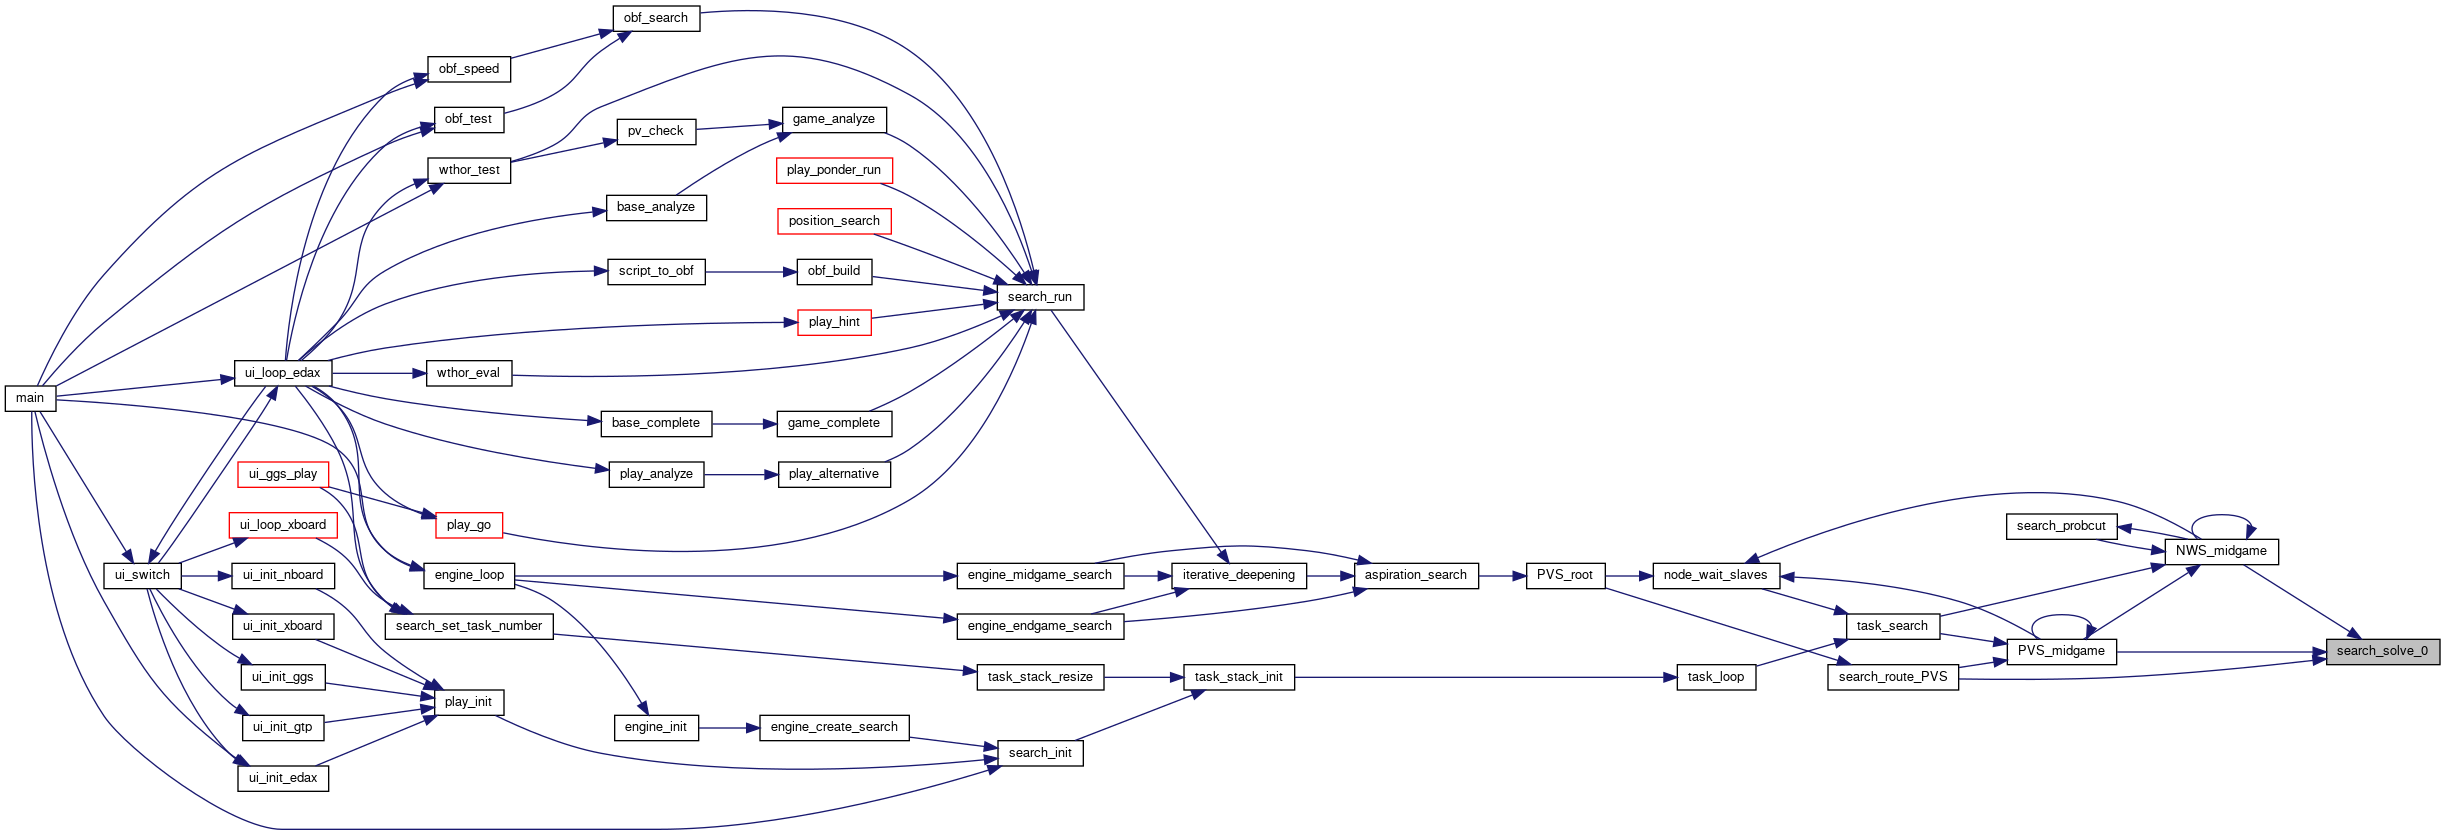 obf_search
obf_speed
obf_test
pv_check
game_analyze
wthor_test
play_ponder_run
base_analyze
position_search
script_to_obf
obf_build
search_run
play_hint
ui_loop_edax
wthor_eval
main
base_complete
game_complete
ui_ggs_play
play_analyze
play_alternative
ui_loop_xboard
play_go
search_probcut
NWS_midgame
ui_switch
ui_init_nboard
engine_loop
engine_midgame_search
iterative_deepening
aspiration_search
PVS_root
node_wait_slaves
ui_init_xboard
search_set_task_number
engine_endgame_search
task_search
PVS_midgame
search_solve_0
ui_init_ggs
task_stack_resize
task_stack_init
task_loop
search_route_PVS
play_init
ui_init_gtp
engine_init
engine_create_search
search_init
ui_init_edax